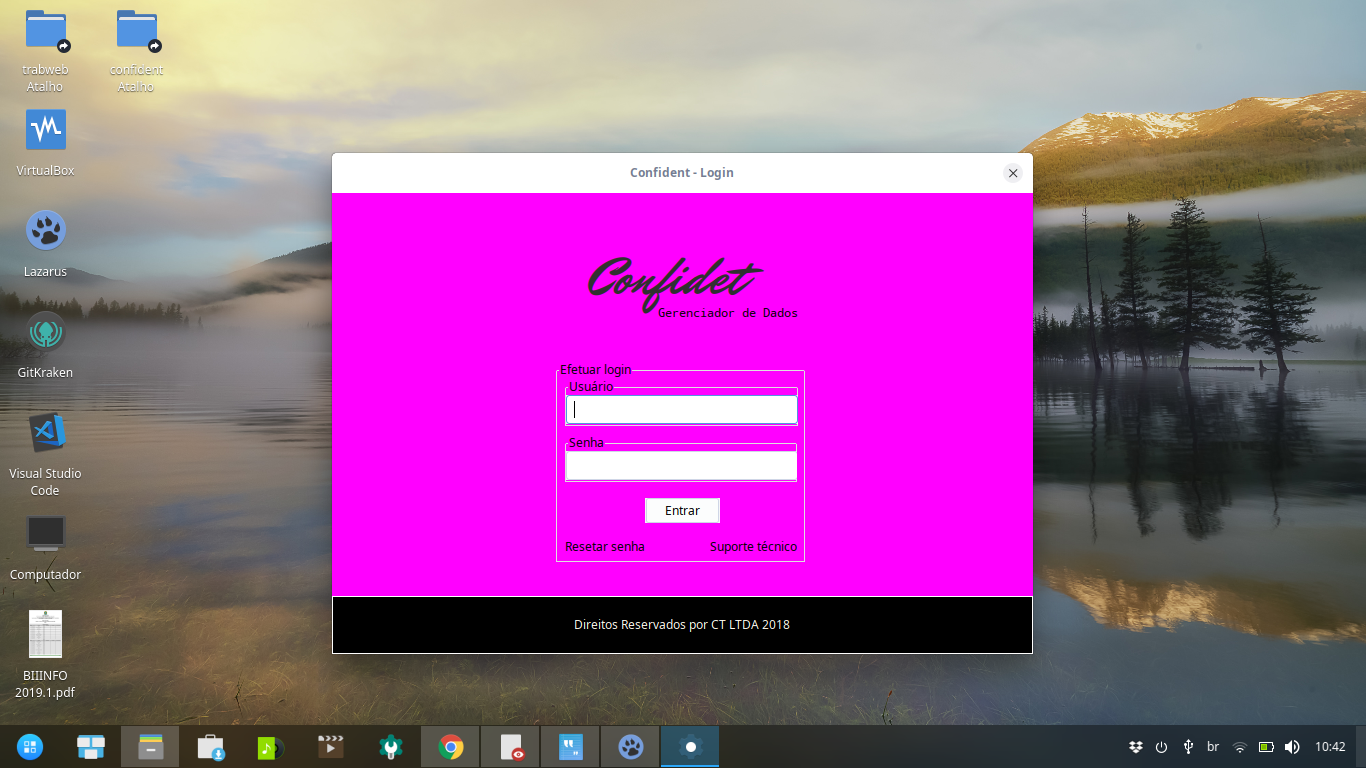 trabweb
Atalho
confident
Atalho
VirtualBox
Lazarus
GitKraken
Visual Studio
Code
Computador
BIIINFO
2019.1.pdf
Confident - Login
Confidet
Gerenciador de Dados
Efetuar login
Usuário
Senha
Entrar
Resetar senha
Suporte técnico
Direitos Reservados por CT LTDA 2018
br
10:42